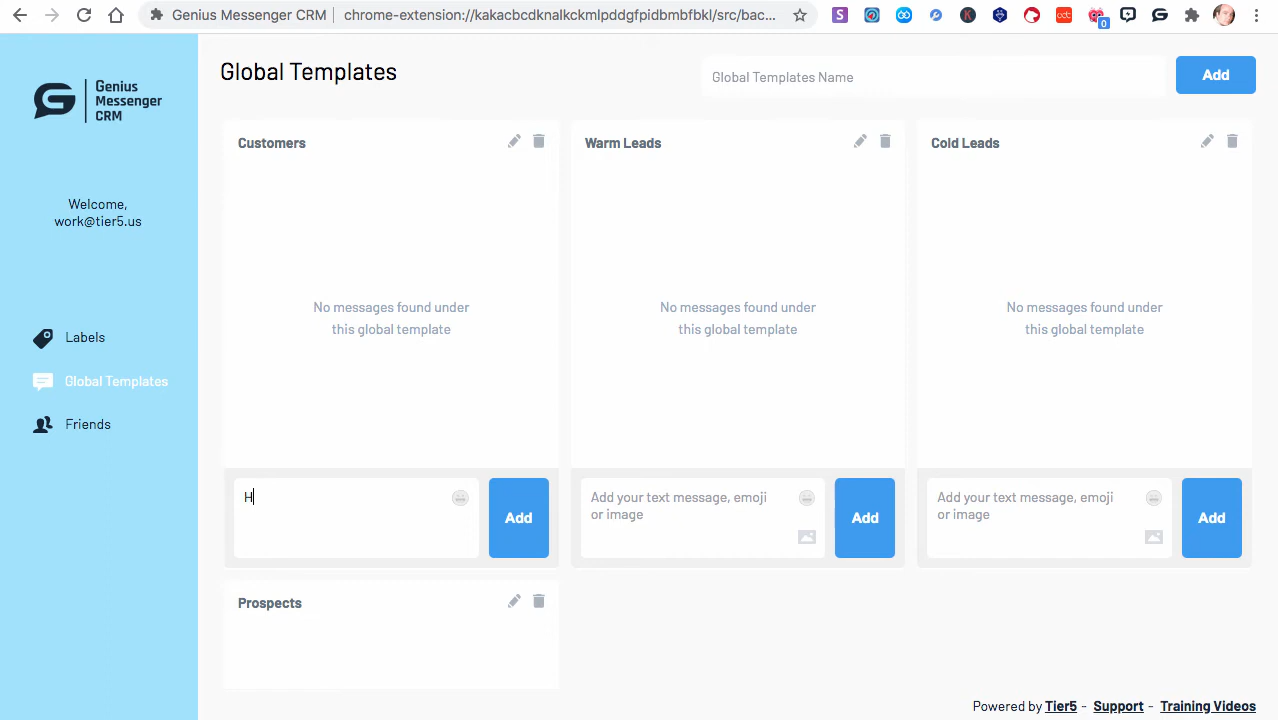 Genius Messenger CRM
chrome-extension://kakacbcdknalkckmlpddgfpidbmbfbkl/src/bac...
0
Genius
Messenger
CRM
Welcome,
work@tier5.us
Labels
Global Templates
Friends
Global Templates
Global Templates Name
Add
Customers
No messages found under
this global template
H
Add
Warm Leads
No messages found under
this global template
Add your text message, emoji
or image
Add
Cold Leads
No messages found under
this global template
Add your text message, emoji
or image
Add
Prospects
Powered by Tier5 - Support - Training Videos